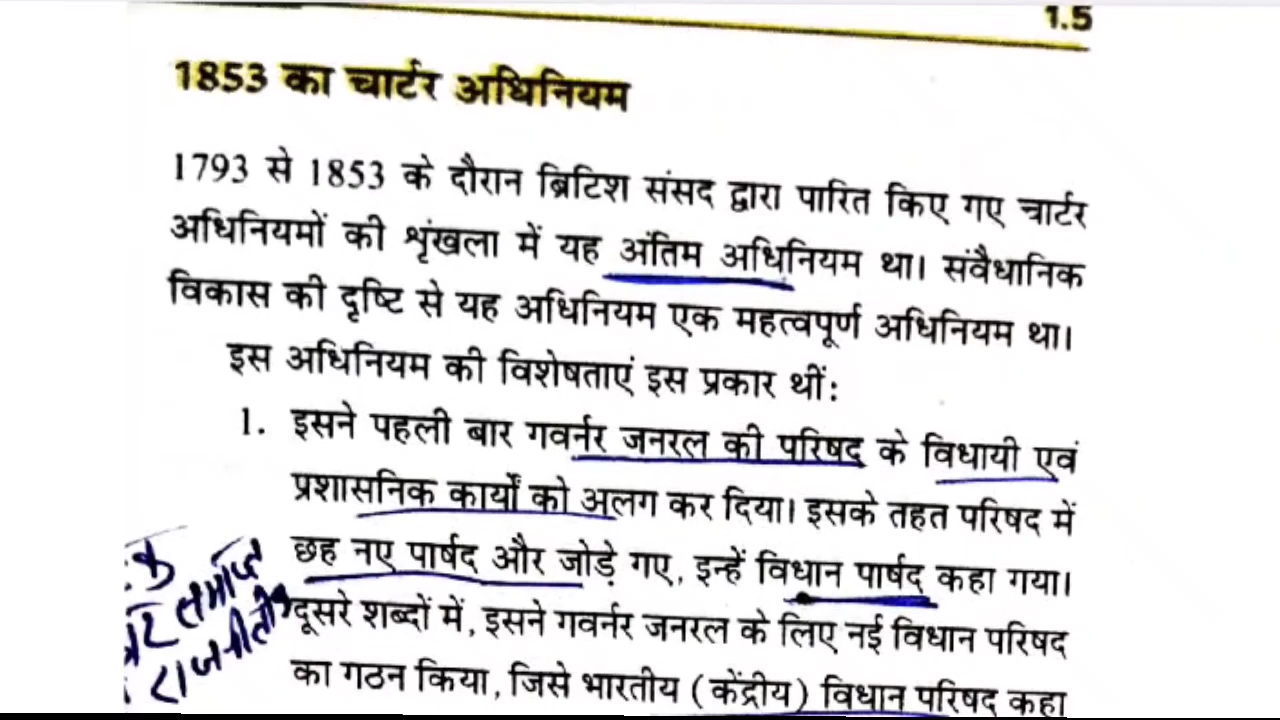 1.5
1853 का चार्टर अधिनियम
1793 से 1853 के दौरान ब्रिटिश संसद द्वारा पारित किए गए चार्टर
अधिनियमों की शृंखला में यह अंतिम अधिनियम था। संवैधानिक
विकास की दृष्टि से यह अधिनियम एक महत्वपूर्ण अधिनियम था।
इस अधिनियम की विशेषताएं इस प्रकार थीं:
1. इसने पहली बार गवर्नर जनरल की परिषद के विधायी एवं
प्रशासनिक कार्यों को अलग कर दिया। इसके तहत परिषद में
छह नए पार्षद और जोड़े गए, इन्हें विधान पार्षद कहा गया।
दूसरे शब्दों में, इसने गवर्नर जनरल के लिए नई विधान परिषद
का गठन किया, जिसे भारतीय (केंद्रीय) विधान परिषद कहा
समाज